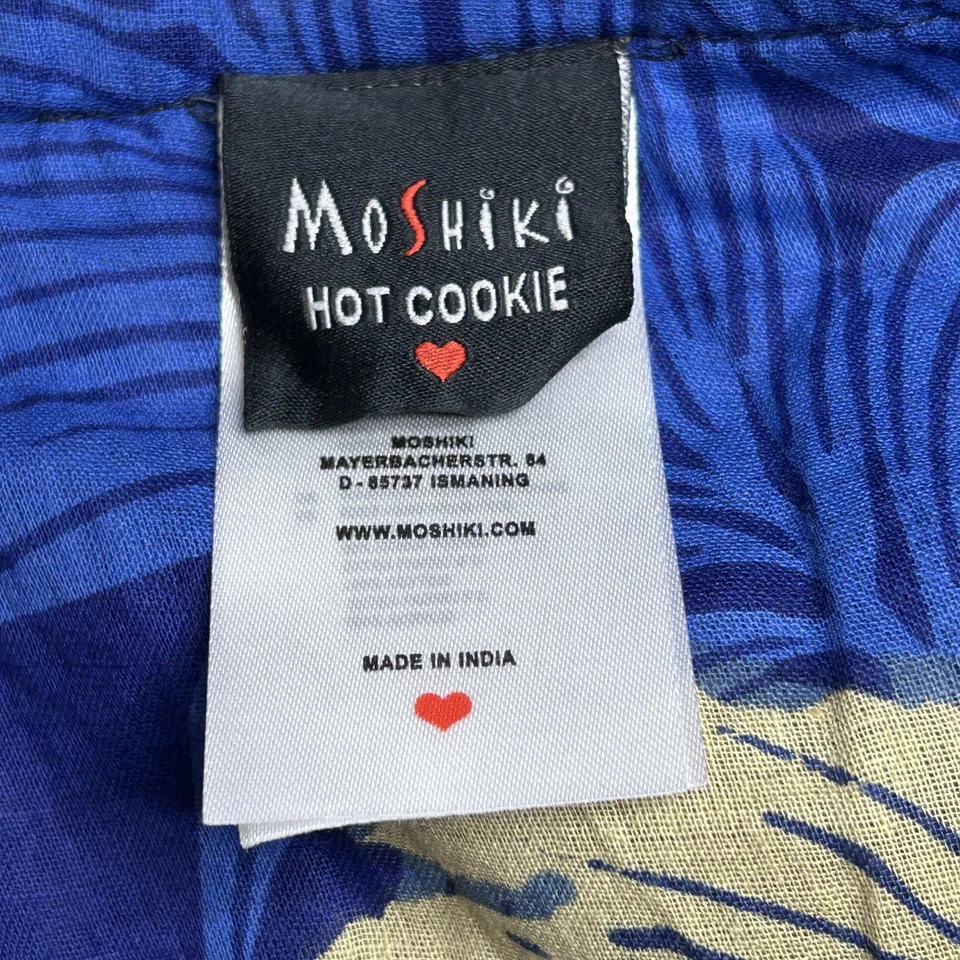 MoSHiKi
HOT COOKIE
MOSHIKI
MAYERBACHERSTR. 84
D - 85737 ISMANING
WWW.MOSHIKI.COM
MADE IN INDIA